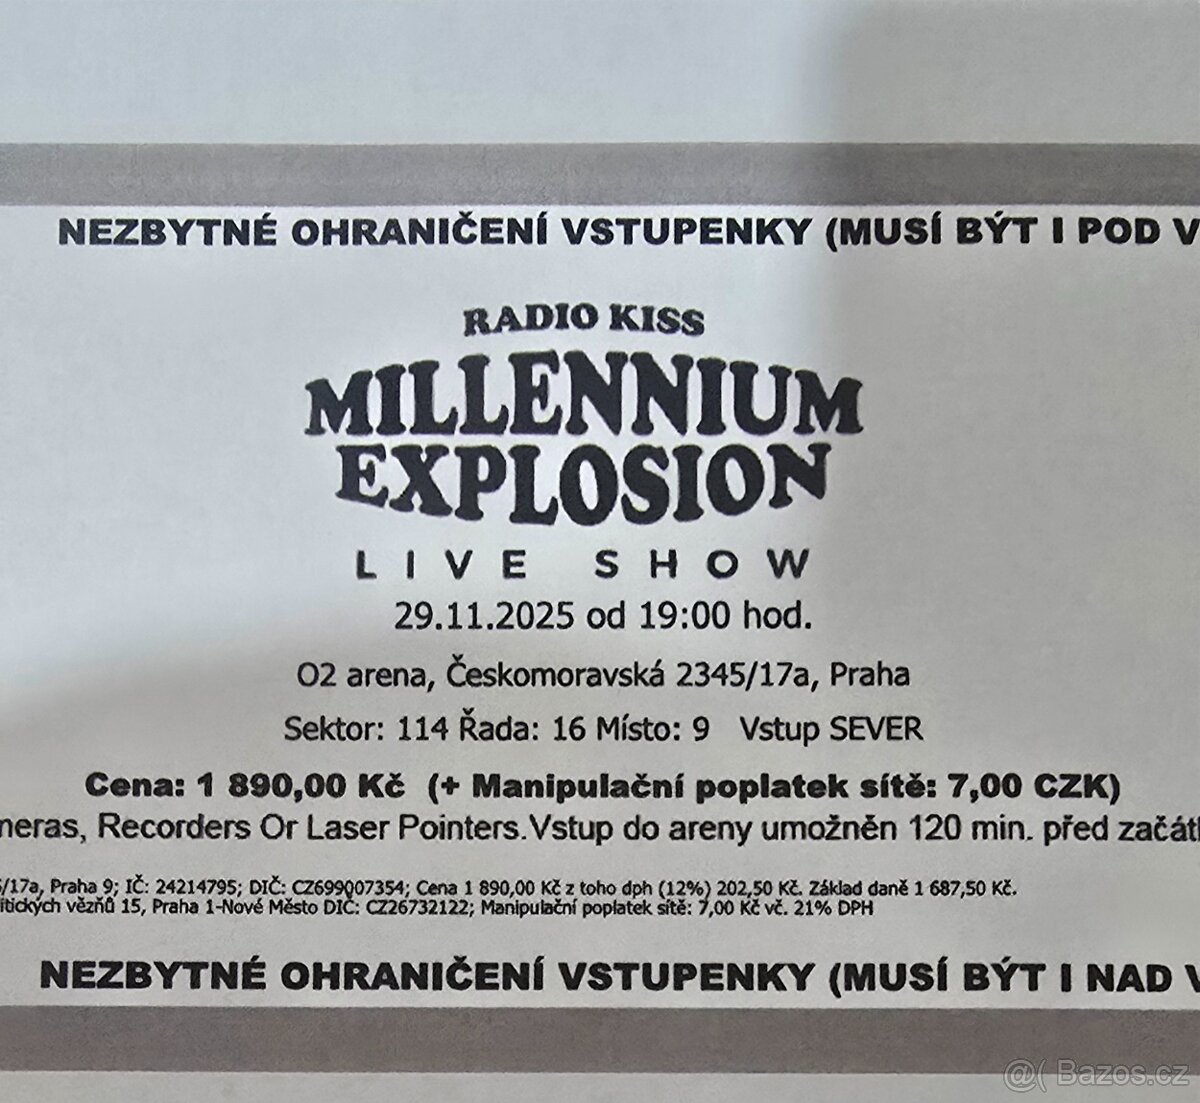 NEZBYTNÉ OHRANIČENÍ VSTUPENKY (MUSÍ BÝT I POD V
RADIO KISS
MILLENNIUM
EXPLOSION
LIVE SHOW
29.11.2025 od 19:00 hod.
O2 arena, Českomoravská 2345/17a, Praha
Sektor: 114 Řada: 16 Místo: 9 Vstup SEVER
Cena: 1 890,00 Kč (+ Manipulační poplatek sítě: 7,00 CZK)
neras, Recorders Or Laser Pointers.Vstup do areny umožněn 120 min. před začát
/17a, Praha 9; IČ: 24214795; DIČ: CZ699007354; Cena 1 890,00 Kč z toho dph (12%) 202,50 Kč. Základ daně 1 687,50 Kč.
itických vězňů 15, Praha 1-Nové Město DIČ: CZ26732122; Manipulační poplatek sítě: 7,00 Kč vč. 21% DPH
NEZBYTNÉ OHRANIČENÍ VSTUPENKY (MUSÍ BÝT I NAD V
@( Bazos.cz